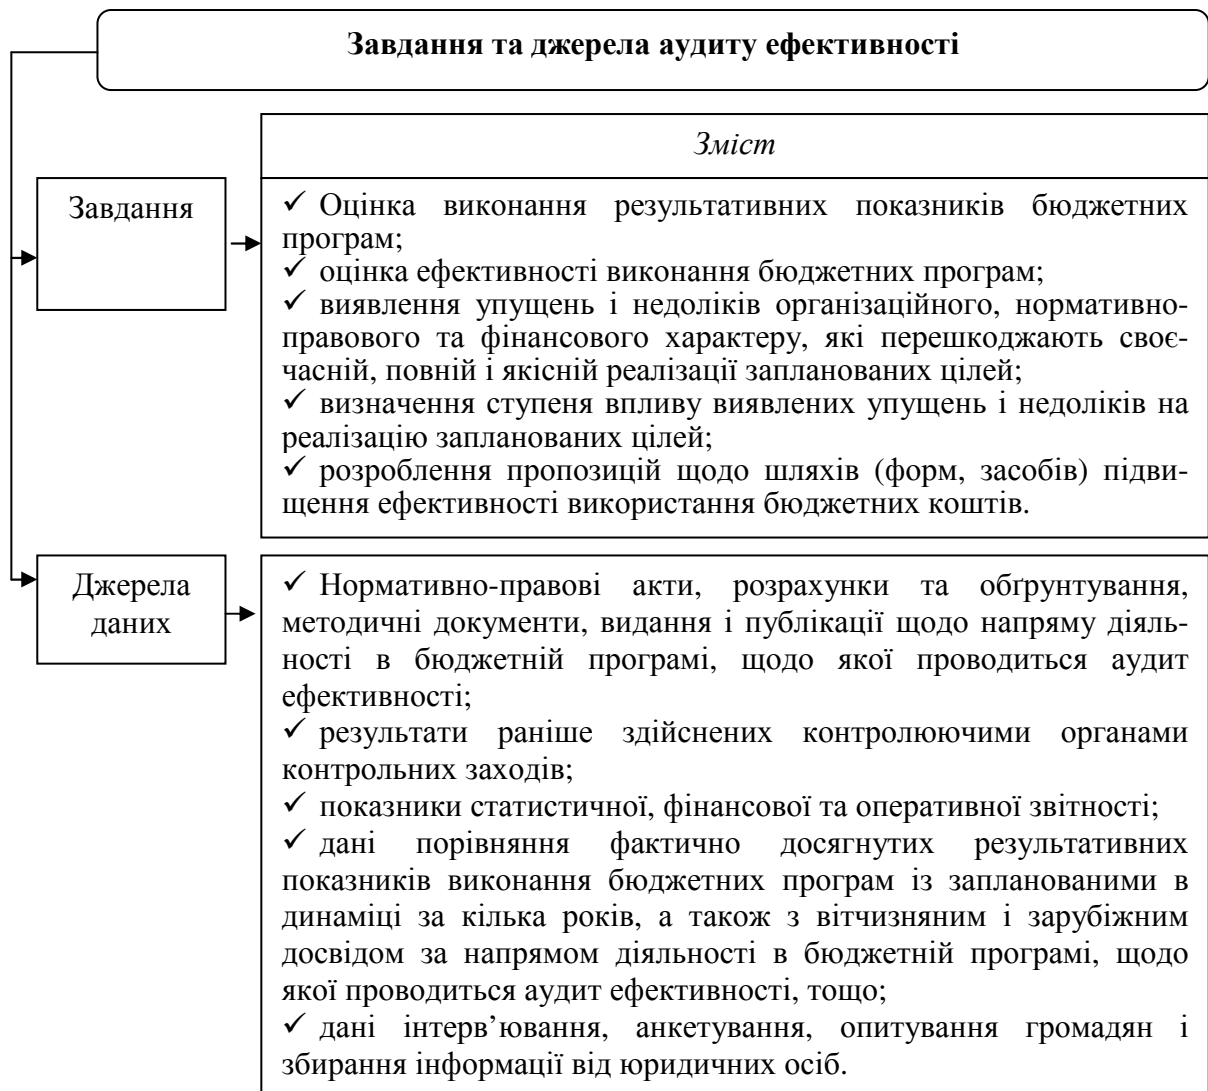 Завдання та джерела аудиту ефективності
Зміст
Завдання
✓ Оцінка виконання результативних показників бюджетних
програм;
✓ оцінка ефективності виконання бюджетних програм;
✓ виявлення упущень і недоліків організаційного, нормативно-
правового та фінансового характеру, які перешкоджають своє-
часній, повній і якісній реалізації запланованих цілей;
✓ визначення ступеня впливу виявлених упущень і недоліків на
реалізацію запланованих цілей;
✓ розроблення пропозицій щодо шляхів (форм, засобів) підви-
щення ефективності використання бюджетних коштів.
Джерела
даних
✓ Нормативно-правові акти, розрахунки та обґрунтування,
методичні документи, видання і публікації щодо напряму діяль-
ності в бюджетній програмі, щодо якої проводиться аудит
ефективності;
✓ результати раніше здійснених контролюючими органами
контрольних заходів;
✓ показники статистичної, фінансової та оперативної звітності;
✓ дані порівняння фактично досягнутих результативних
показників виконання бюджетних програм із запланованими в
динаміці за кілька років, а також з вітчизняним і зарубіжним
досвідом за напрямом діяльності в бюджетній програмі, щодо
якої проводиться аудит ефективності, тощо;
✓ дані інтерв’ювання, анкетування, опитування громадян і
збирання інформації від юридичних осіб.